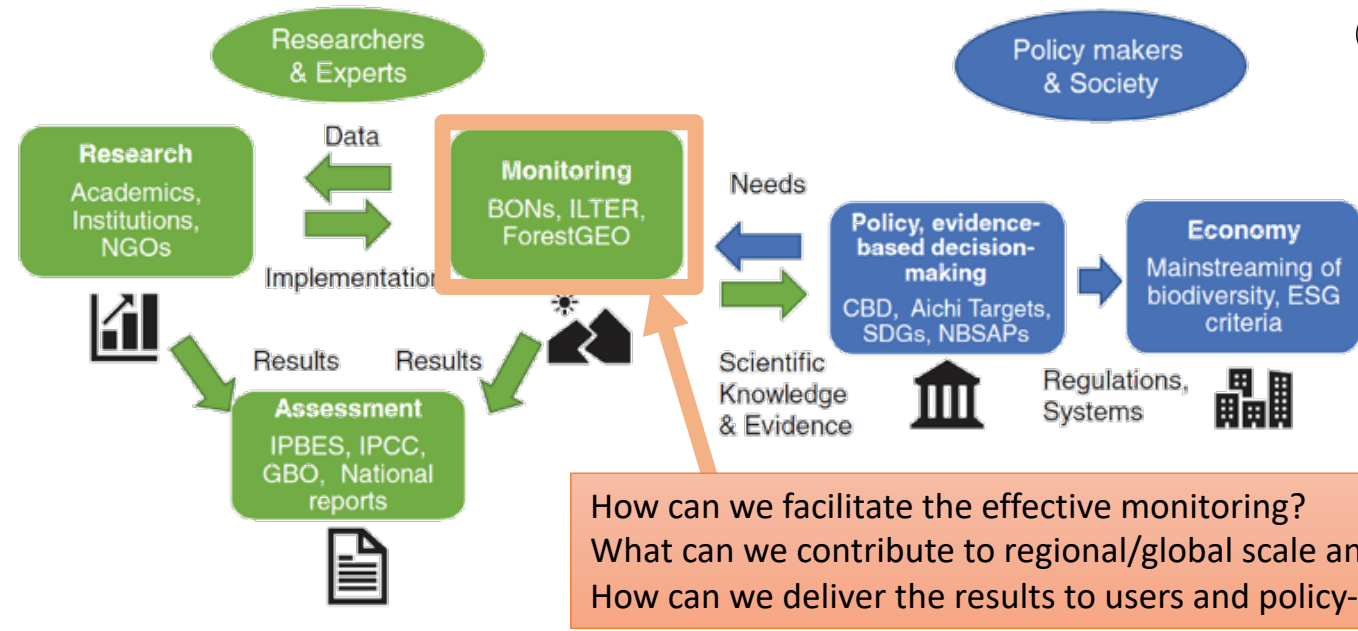 Researchers
& Experts
Policy makers
& Society
Research
Academics,
Institutions,
NGOs
Data
Implementation
Monitoring
BONs, ILTER,
ForestGEO
Needs
Scientific
Knowledge
& Evidence
Policy, evidence-
based decision-
making
CBD, Aichi Targets,
SDGs, NBSAPs
Regulations,
Systems
Economy
Mainstreaming of
biodiversity, ESG
criteria
Results
Results
Assessment
IPBES, IPCC,
GBO, National
reports
How can we facilitate the effective monitoring?
What can we contribute to regional/global scale
How can we deliver the results to users and policy-